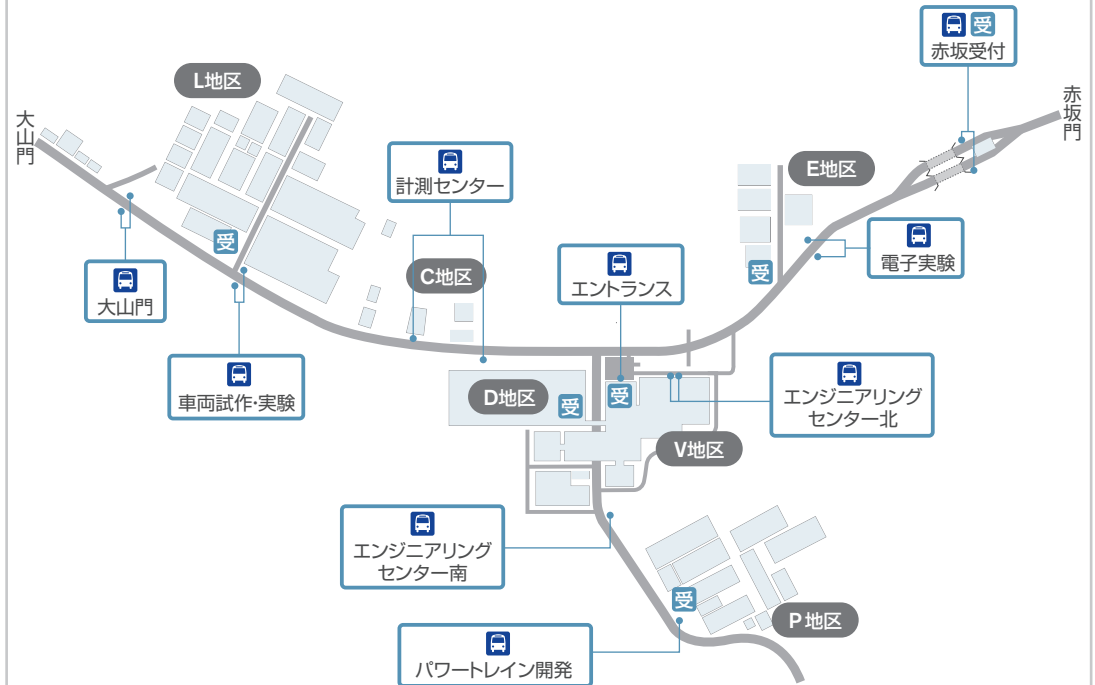 受
赤坂受付
L地区
大山門
赤坂門
計測センター
E地区
受
エントランス
受
電子実験
C地区
大山門
車両試作・実験
D地区
受
受
エンジニアリング
センター北
V地区
エンジニアリング
センター南
受
P地区
パワートレイン開発